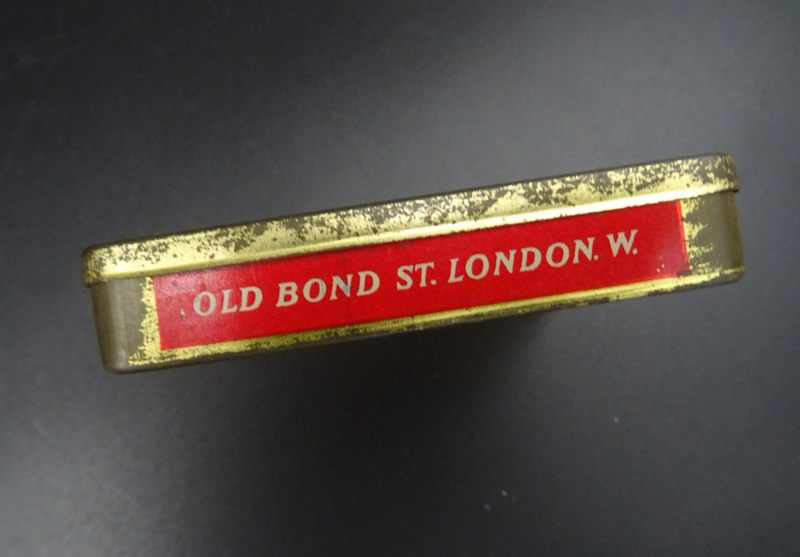 OLD BOND ST. LONDON. W.